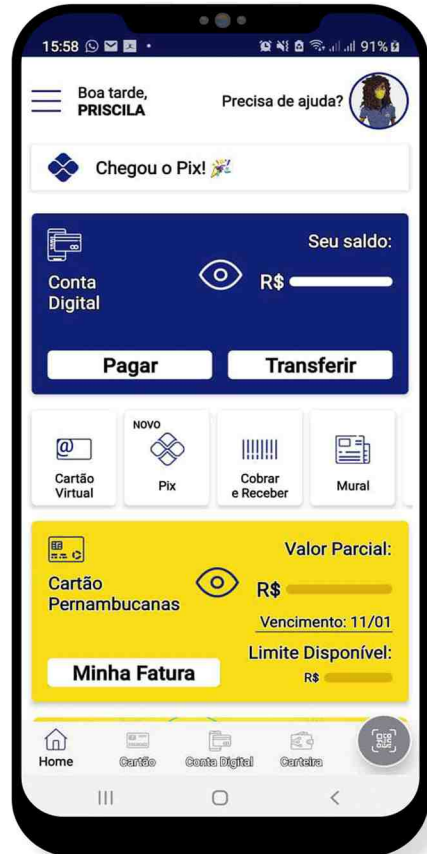 15:58
91%
Boa tarde,
PRISCILA
Precisa de ajuda?
Chegou o Pix!
Seu saldo:
Conta
Digital
R$
Pagar
Transferir
@
Cartão
Virtual
NOVO
Pix
Cobrar
e Receber
Mural
Valor Parcial:
Cartão
Pernambucanas
R$
Vencimento: 11/01
Limite Disponível:
R$
Minha Fatura
Home
Cartão
Conta Digital
Carteira